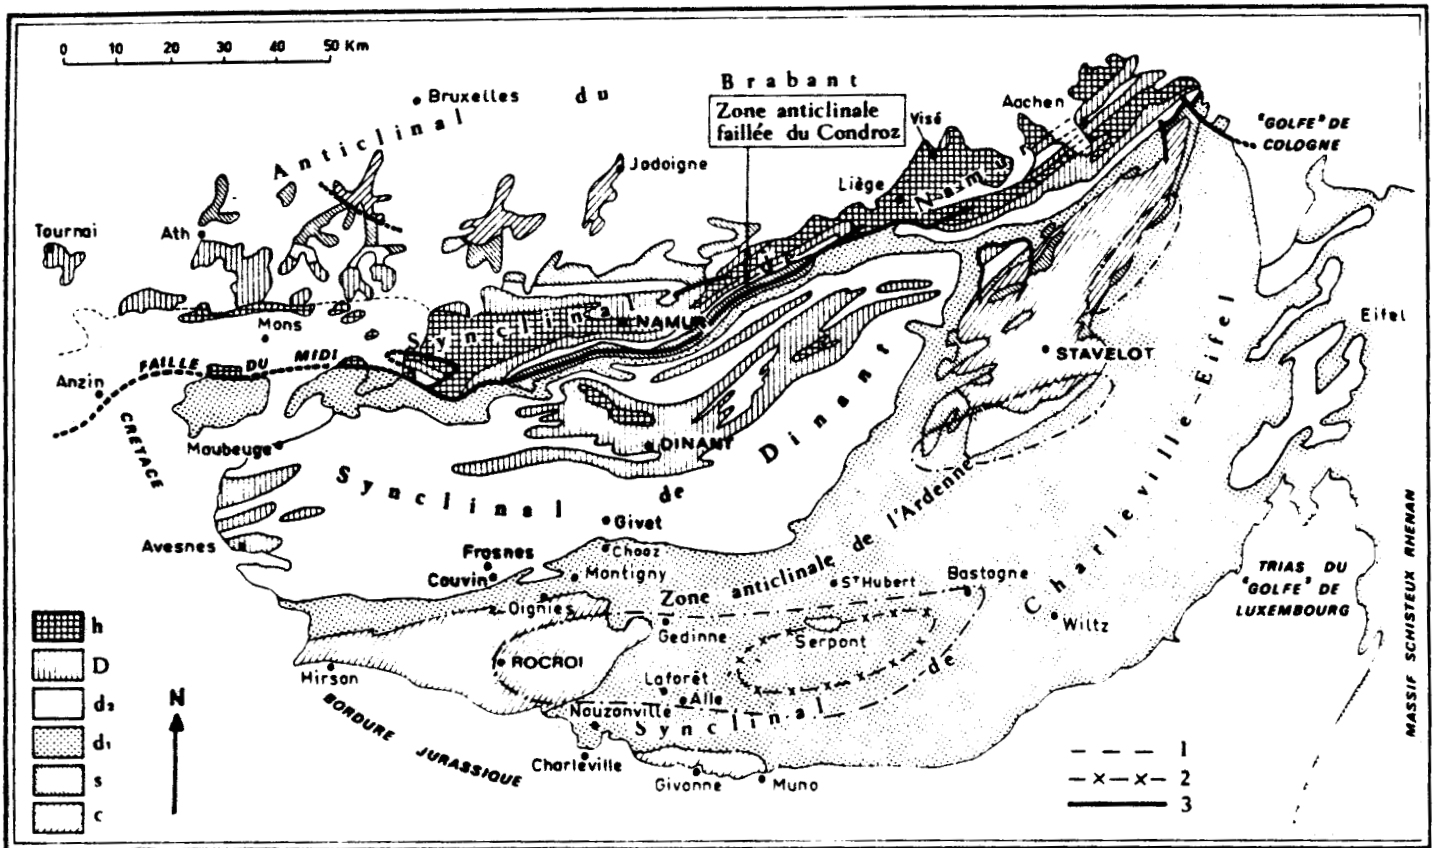 0 10 20 30 40 50 Km
Bruxelles
Anticlinal du Brabant
Zone anticlinale
faillée du Condroz
Visé
Aachen
"GOLFE" DE
COLOGNE
Jodoigne
Liège
Tournai
Ath
Mons
Synclinal de Namur
NAMUR
Eifel
STAVELOT
FAILLE DU MIDI
Anzin
CRÉTACE
Maubeuge
DINANT
Synclinal de Dinant
Givet
Avesnes
Frasnes
Chooz
Couvin
Montigny
Zone anticlinale de l'Ardenne
St Hubert
Bastogne
Oignies
Gedinne
Serpont
Wiltz
TRIAS DU
"GOLFE" DE
LUXEMBOURG
MASSIF SCHISTEUX RHENAN
ROCROI
Hirson
Laforêt
Alle
Nouzonville
Synclinal de Charleville-Eifel
BORDURE JURASSIQUE
Charleville
Givonne
Muno
h
D
d2
d1
s
c
N
1
2
3